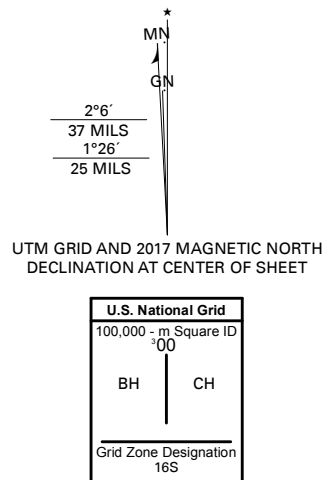 ★
MN
GN
2°6´
37 MILS
1°26´
25 MILS
UTM GRID AND 2017 MAGNETIC NORTH
DECLINATION AT CENTER OF SHEET
U.S. National Grid
100,000 - m Square ID
³00
BH CH
Grid Zone Designation
16S